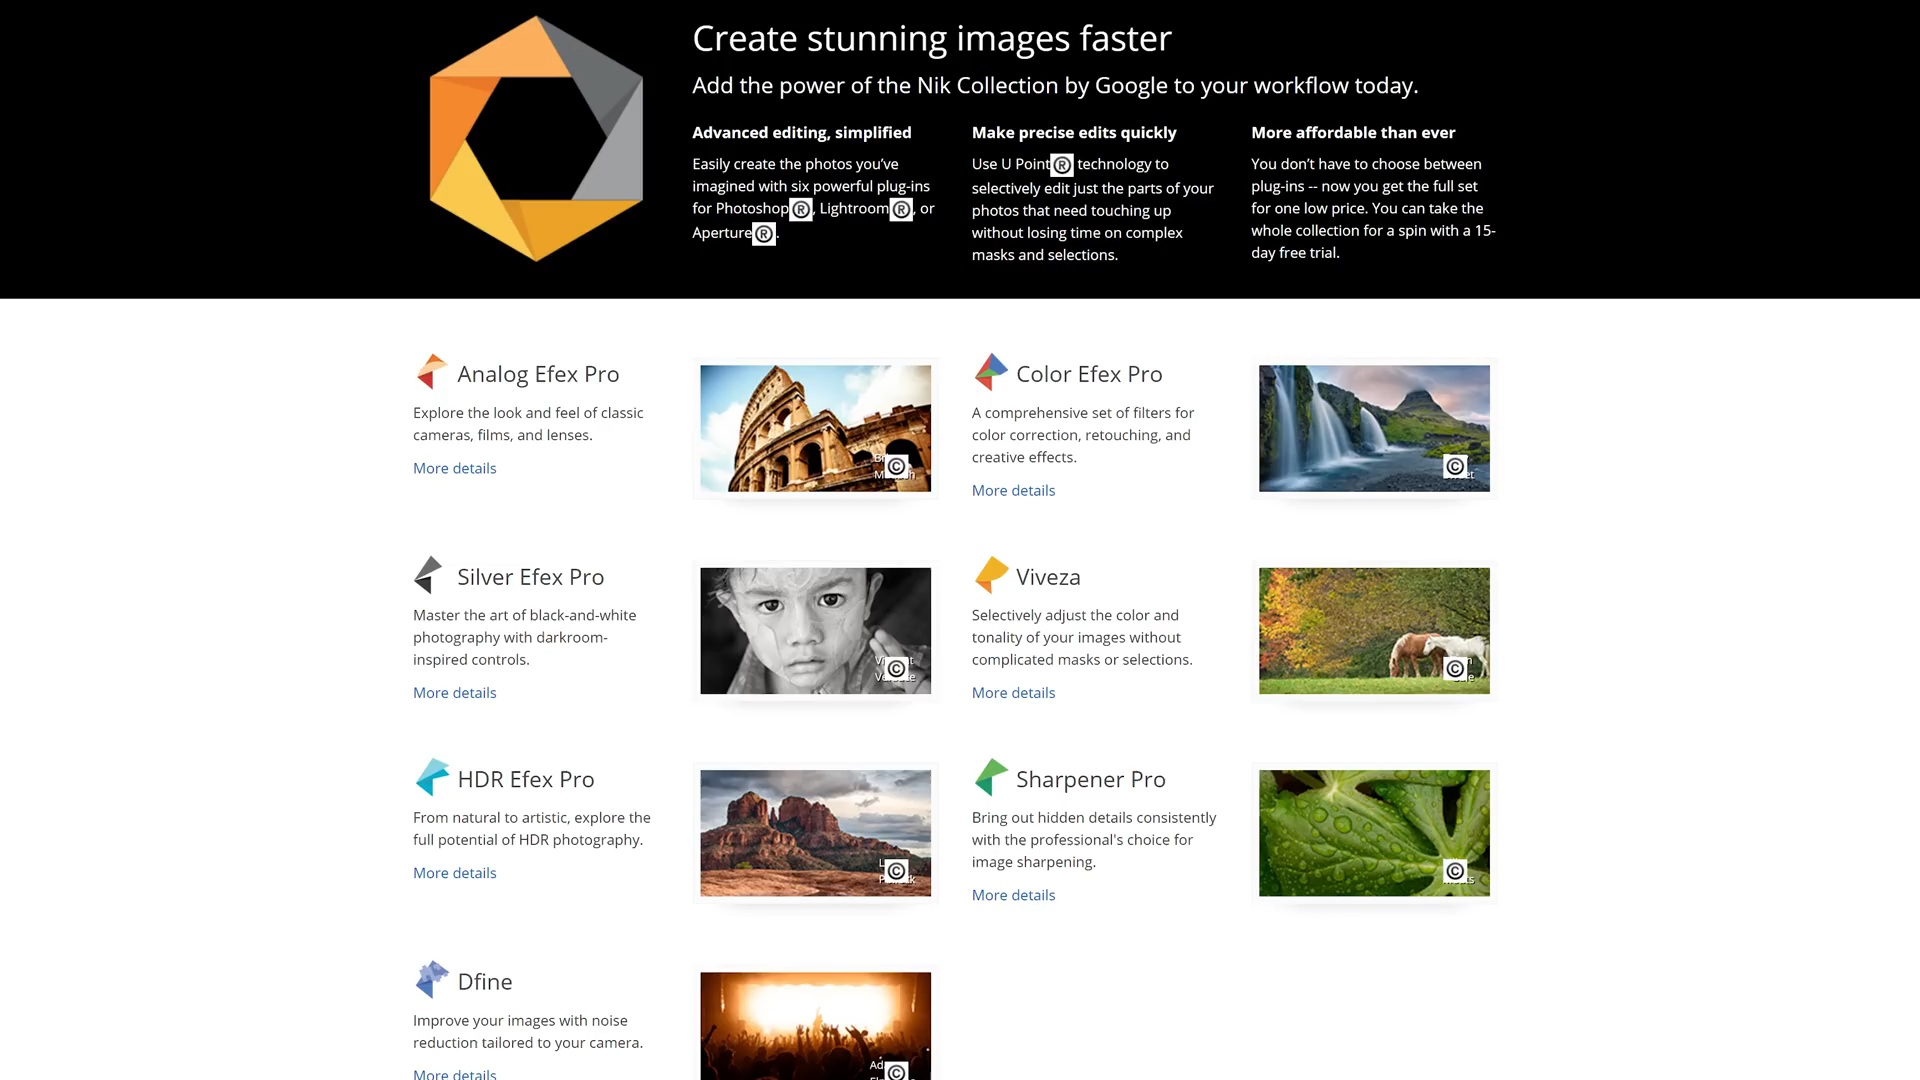 Create stunning images faster
Add the power of the Nik Collection by Google to your workflow today.
Advanced editing, simplified
Easily create the photos you’ve
imagined with six powerful plug-ins
for Photoshop®, Lightroom®, or
Aperture®.
Make precise edits quickly
Use U Point® technology to
selectively edit just the parts of your
photos that need touching up
without losing time on complex
masks and selections.
More affordable than ever
You don’t have to choose between
plug-ins -- now you get the full set
for one low price. You can take the
whole collection for a spin with a 15-
day free trial.
Analog Efex Pro
Explore the look and feel of classic
cameras, films, and lenses.
More details
©
Color Efex Pro
A comprehensive set of filters for
color correction, retouching, and
creative effects.
More details
©
Silver Efex Pro
Master the art of black-and-white
photography with darkroom-
inspired controls.
More details
©
Viveza
Selectively adjust the color and
tonality of your images without
complicated masks or selections.
More details
©
HDR Efex Pro
From natural to artistic, explore the
full potential of HDR photography.
More details
©
Sharpener Pro
Bring out hidden details consistently
with the professional's choice for
image sharpening.
More details
©
Dfine
Improve your images with noise
reduction tailored to your camera.
More details
©